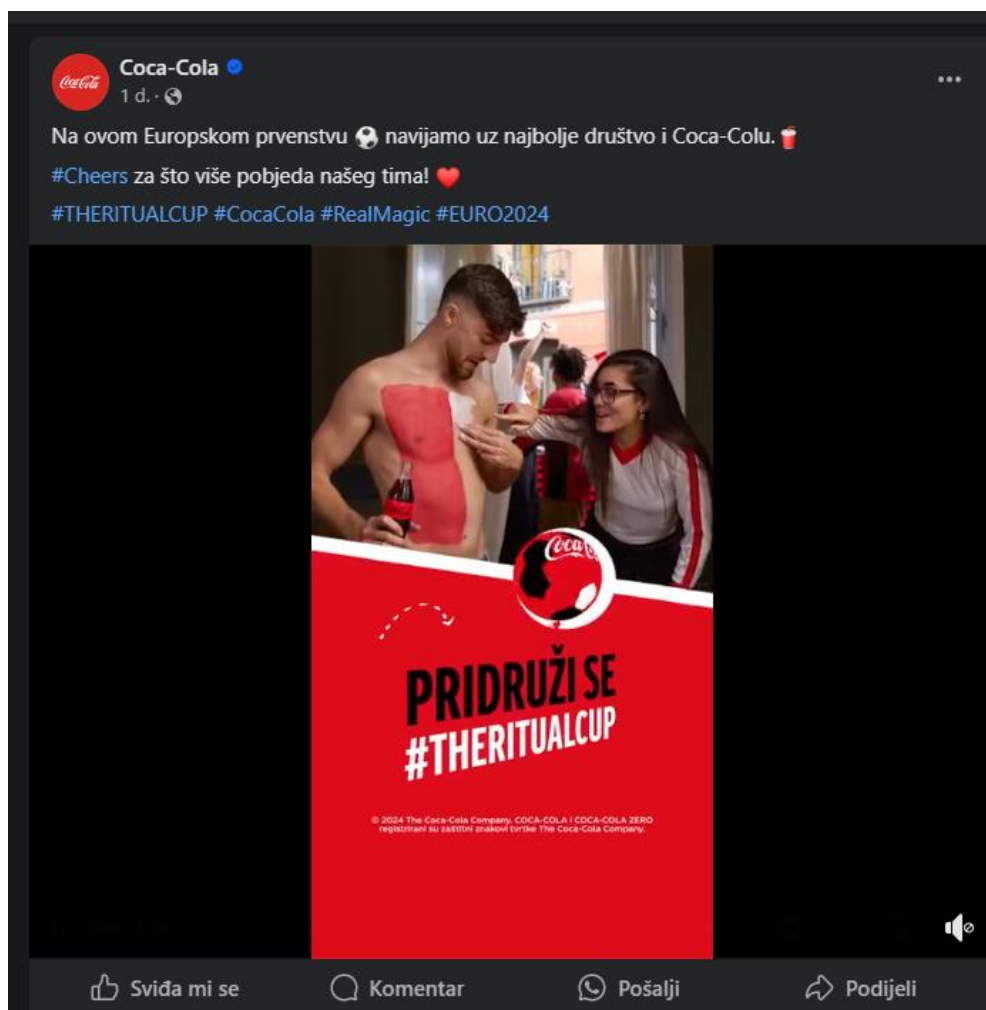 Coca-Cola
Coca-Cola
1 d. ·
Na ovom Europskom prvenstvu ⚽ navijamo uz najbolje društvo i Coca-Colu.🥤
#Cheers za što više pobjeda našeg tima! ❤️
#THERITUALCUP #CocaCola #RealMagic #EURO2024
PRIDRUŽI SE
#THERITUALCUP
© 2024 The Coca-Cola Company. COCA-COLA I COCA-COLA ZERO
registrirani su zaštitni znakovi tvrtke The Coca-Cola Company.
Sviđa mi se
Komentar
Pošalji
Podijeli